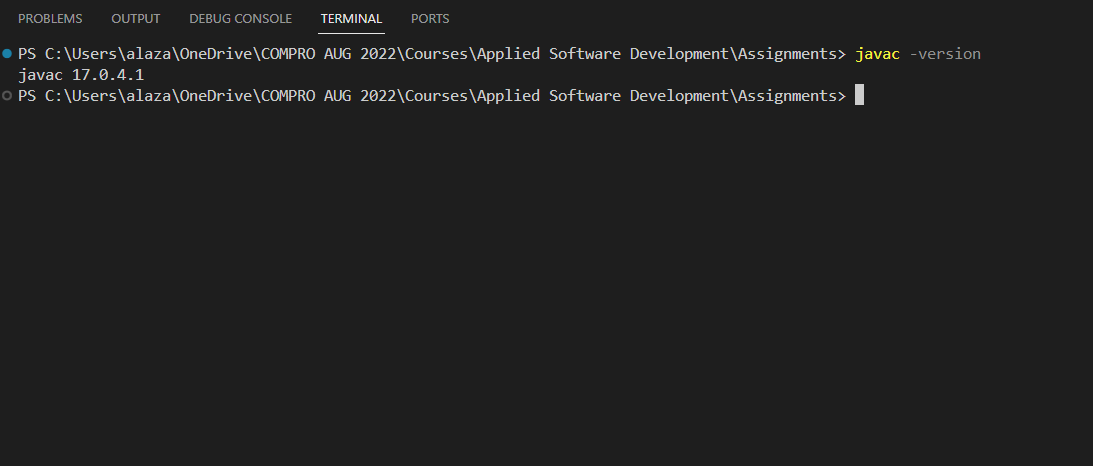 PROBLEMS OUTPUT DEBUG CONSOLE TERMINAL PORTS
PS C:\Users\alaza\OneDrive\COMPRO AUG 2022\Courses\Applied Software Development\Assignments> javac -version
javac 17.0.4.1
PS C:\Users\alaza\OneDrive\COMPRO AUG 2022\Courses\Applied Software Development\Assignments>